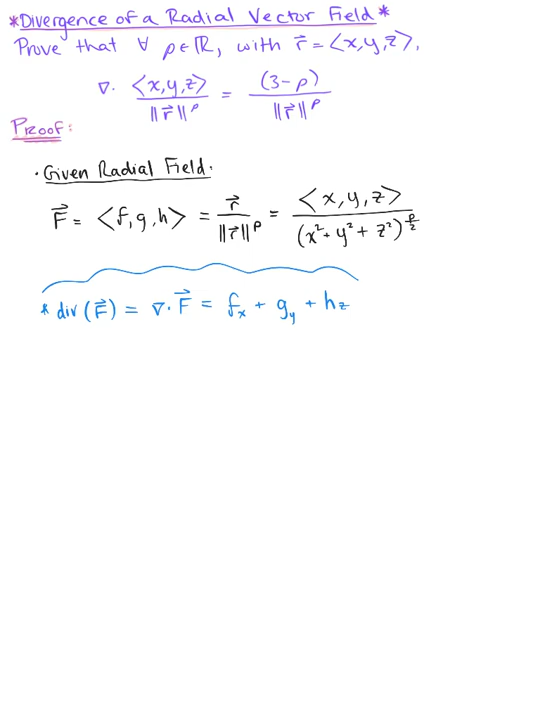 *Divergence of a Radial Vector Field*
Prove that ∀ p∈ℝ, with r⃗ = <x,y,z>,
∇· <x,y,z> / ||r⃗||^p = (3-p) / ||r⃗||^p
Proof:
· Given Radial Field.
F⃗ = <f,g,h> = r⃗ / ||r⃗||^p = <x,y,z> / (x²+y²+z²)^(p/2)
* div(F⃗) = ∇·F⃗ = f_x + g_y + h_z